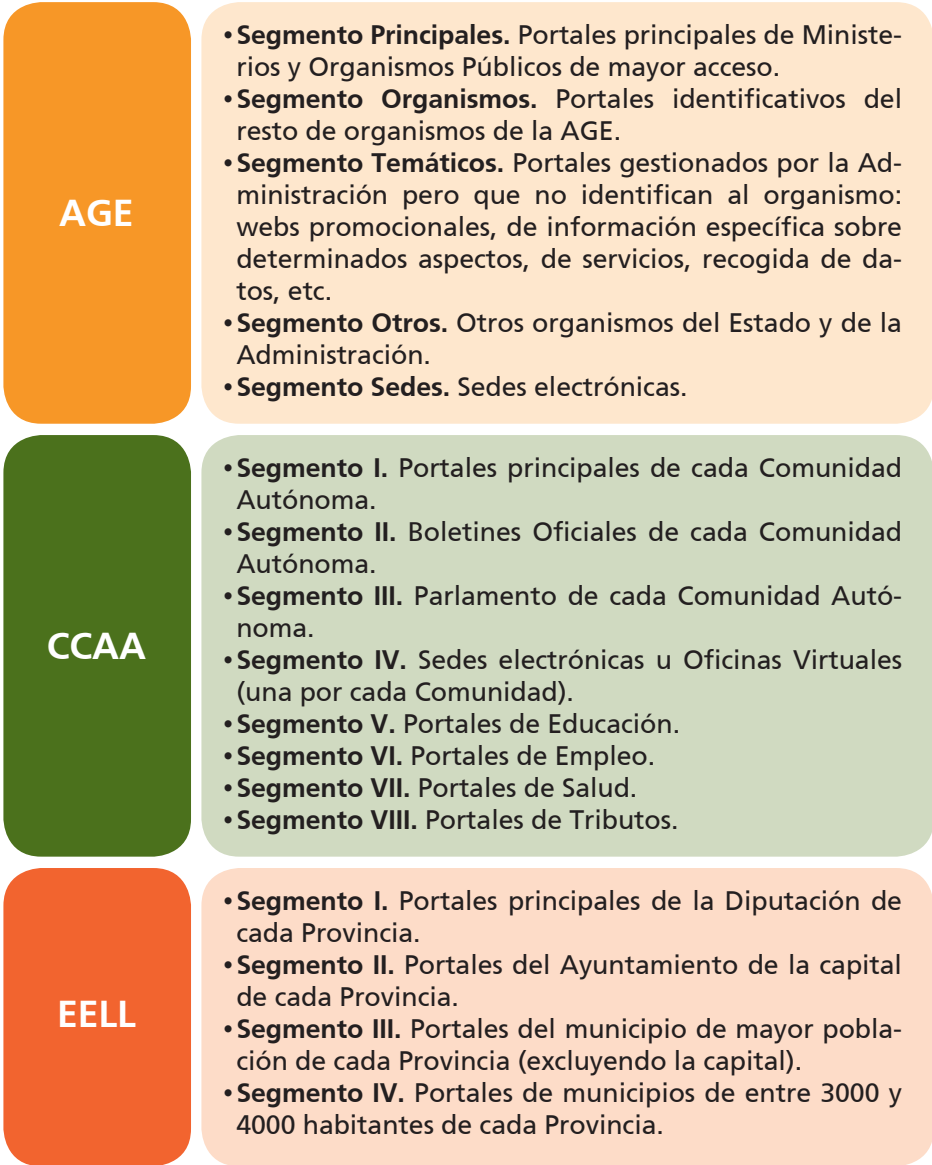 AGE
•Segmento Principales. Portales principales de Ministe-
rios y Organismos Públicos de mayor acceso.
•Segmento Organismos. Portales identificativos del
resto de organismos de la AGE.
•Segmento Temáticos. Portales gestionados por la Ad-
ministración pero que no identifican al organismo:
webs promocionales, de información específica sobre
determinados aspectos, de servicios, recogida de da-
tos, etc.
•Segmento Otros. Otros organismos del Estado y de la
Administración.
•Segmento Sedes. Sedes electrónicas.
CCAA
•Segmento I. Portales principales de cada Comunidad
Autónoma.
•Segmento II. Boletines Oficiales de cada Comunidad
Autónoma.
•Segmento III. Parlamento de cada Comunidad Autó-
noma.
•Segmento IV. Sedes electrónicas u Oficinas Virtuales
(una por cada Comunidad).
•Segmento V. Portales de Educación.
•Segmento VI. Portales de Empleo.
•Segmento VII. Portales de Salud.
•Segmento VIII. Portales de Tributos.
EELL
•Segmento I. Portales principales de la Diputación de
cada Provincia.
•Segmento II. Portales del Ayuntamiento de la capital
de cada Provincia.
•Segmento III. Portales del municipio de mayor pobla-
ción de cada Provincia (excluyendo la capital).
•Segmento IV. Portales de municipios de entre 3000 y
4000 habitantes de cada Provincia.